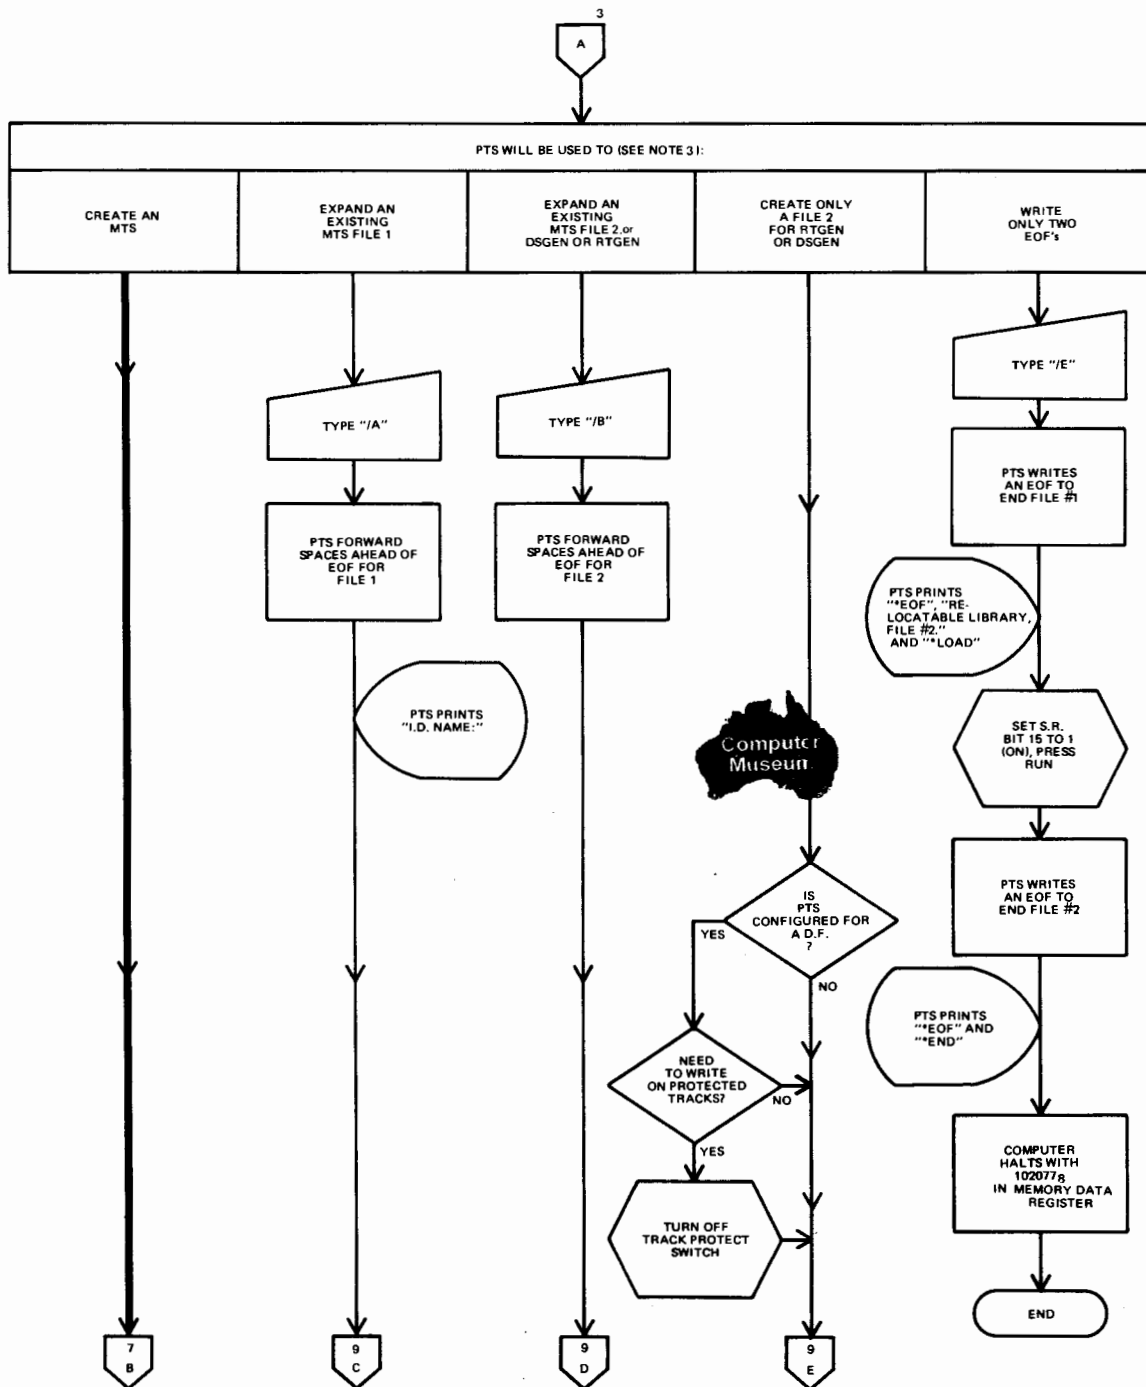 3
A
PTS WILL BE USED TO (SEE NOTE 3):
CREATE AN
MTS
EXPAND AN
EXISTING
MTS FILE 1
EXPAND AN
EXISTING
MTS FILE 2, or
DSGEN OR RTGEN
CREATE ONLY
A FILE 2
FOR RTGEN
OR DSGEN
WRITE
ONLY TWO
EOF's
TYPE "/A"
PTS FORWARD
SPACES AHEAD OF
EOF FOR
FILE 1
PTS PRINTS
"I.D. NAME:"
TYPE "/B"
PTS FORWARD
SPACES AHEAD OF
EOF FOR
FILE 2
Computer
Museum
IS
PTS
CONFIGURED FOR
A D.F.
?
YES
NO
NEED
TO WRITE
ON PROTECTED
TRACKS?
NO
YES
TURN OFF
TRACK PROTECT
SWITCH
TYPE "/E"
PTS WRITES
AN EOF TO
END FILE #1
PTS PRINTS
"*EOF", "RE-
LOCATABLE LIBRARY,
FILE #2."
AND "*LOAD"
SET S.R.
BIT 15 TO 1
(ON), PRESS
RUN
PTS WRITES
AN EOF TO
END FILE #2
PTS PRINTS
"*EOF" AND
"*END"
COMPUTER
HALTS WITH
102077₈
IN MEMORY DATA
REGISTER
END
7
B
9
C
9
D
9
E